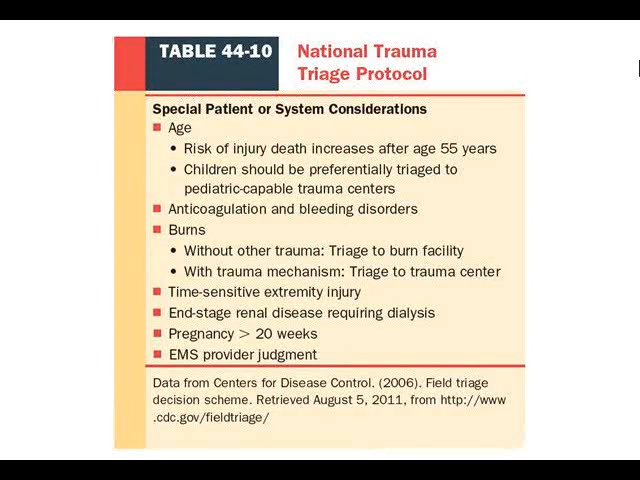 TABLE 44-10
National Trauma
Triage Protocol
Special Patient or System Considerations
■ Age
• Risk of injury death increases after age 55 years
• Children should be preferentially triaged to
pediatric-capable trauma centers
■ Anticoagulation and bleeding disorders
■ Burns
• Without other trauma: Triage to burn facility
• With trauma mechanism: Triage to trauma center
■ Time-sensitive extremity injury
■ End-stage renal disease requiring dialysis
■ Pregnancy > 20 weeks
■ EMS provider judgment
Data from Centers for Disease Control. (2006). Field triage
decision scheme. Retrieved August 5, 2011, from http://www
.cdc.gov/fieldtriage/